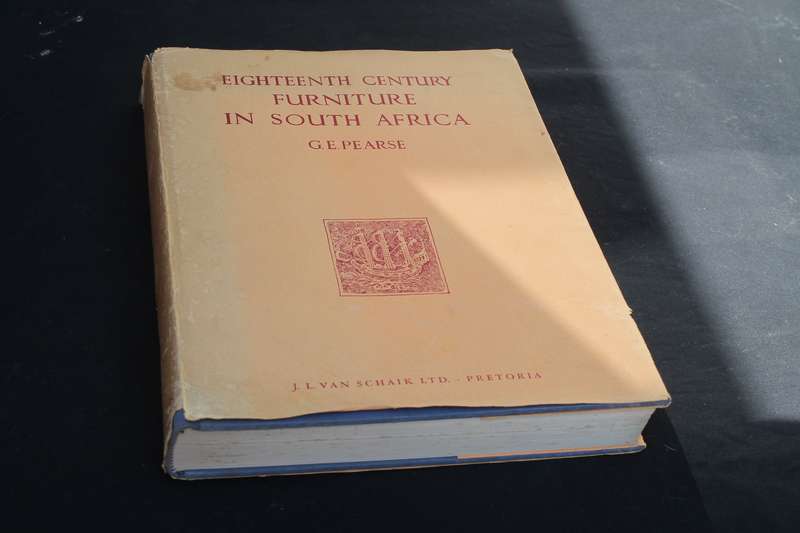 EIGHTEENTH CENTURY
FURNITURE
IN SOUTH AFRICA
G.E.PEARSE
J. L. VAN SCHAIK LTD. - PRETORIA